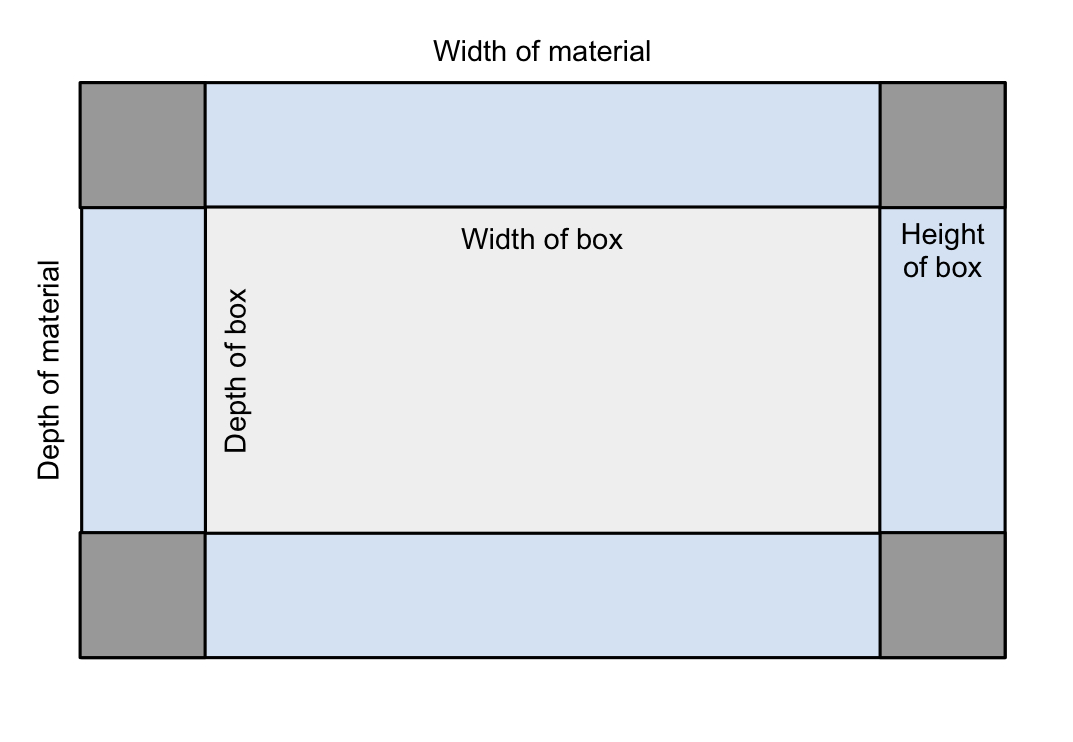 Width of material
Width of box
Height
of box
Depth of material
Depth of box